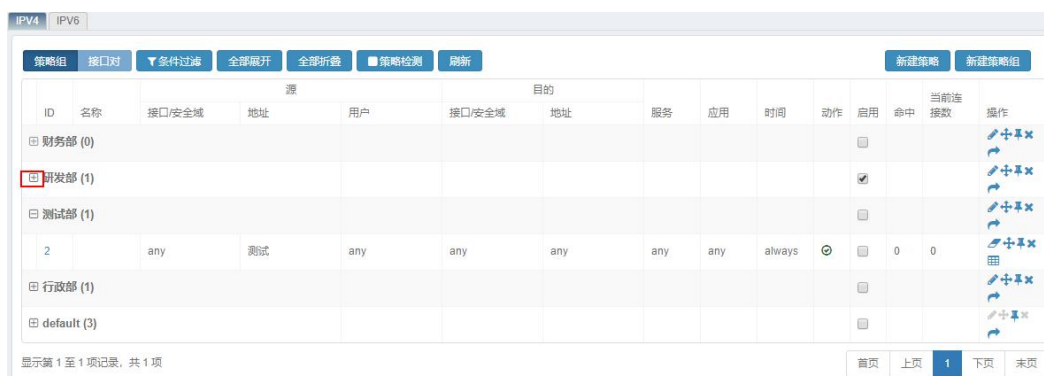 IPV4 IPV6
策略组 接口对 条件过滤 全部展开 全部折叠 策略检测 刷新 新建策略 新建策略组
源 目的
ID 名称 接口/安全域 地址 用户 接口/安全域 地址 服务 应用 时间 动作 启用 命中 当前连接数 操作
财务部 (0)
研发部 (1)
测试部 (1)
2 any 测试 any any any any any always 0 0
行政部 (1)
default (3)
显示第 1 至 1 项记录，共 1 项 首页 上页 1 下页 末页